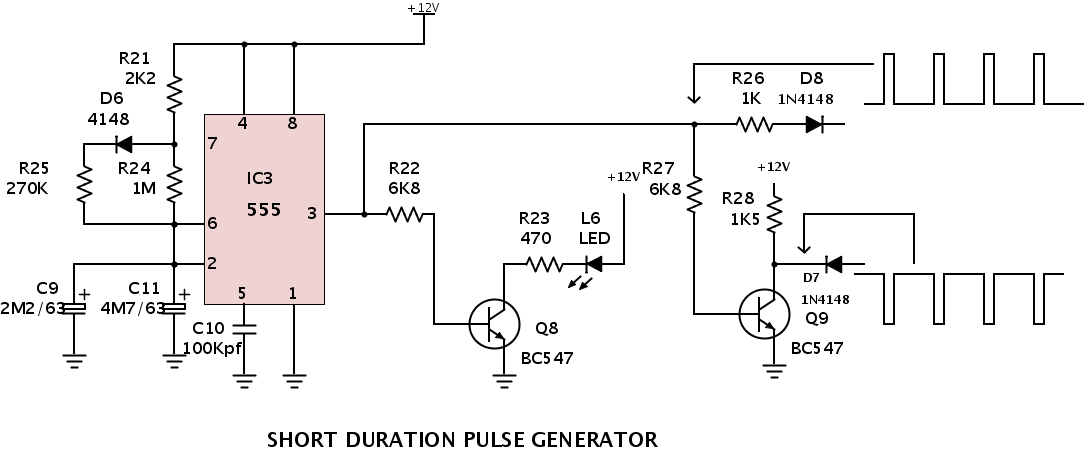 +12V
R21
2K2
D6
4148
R25
270K
R24
1M
7
4
8
IC3
555
6
3
2
5
1
C9
2M2/63
+
C11
4M7/63
+
C10
100Kpf
R22
6K8
R23
470
L6
LED
+12V
Q8
BC547
R26
1K
D8
1N4148
R27
6K8
+12V
R28
1K5
D7
1N4148
Q9
BC547
SHORT DURATION PULSE GENERATOR